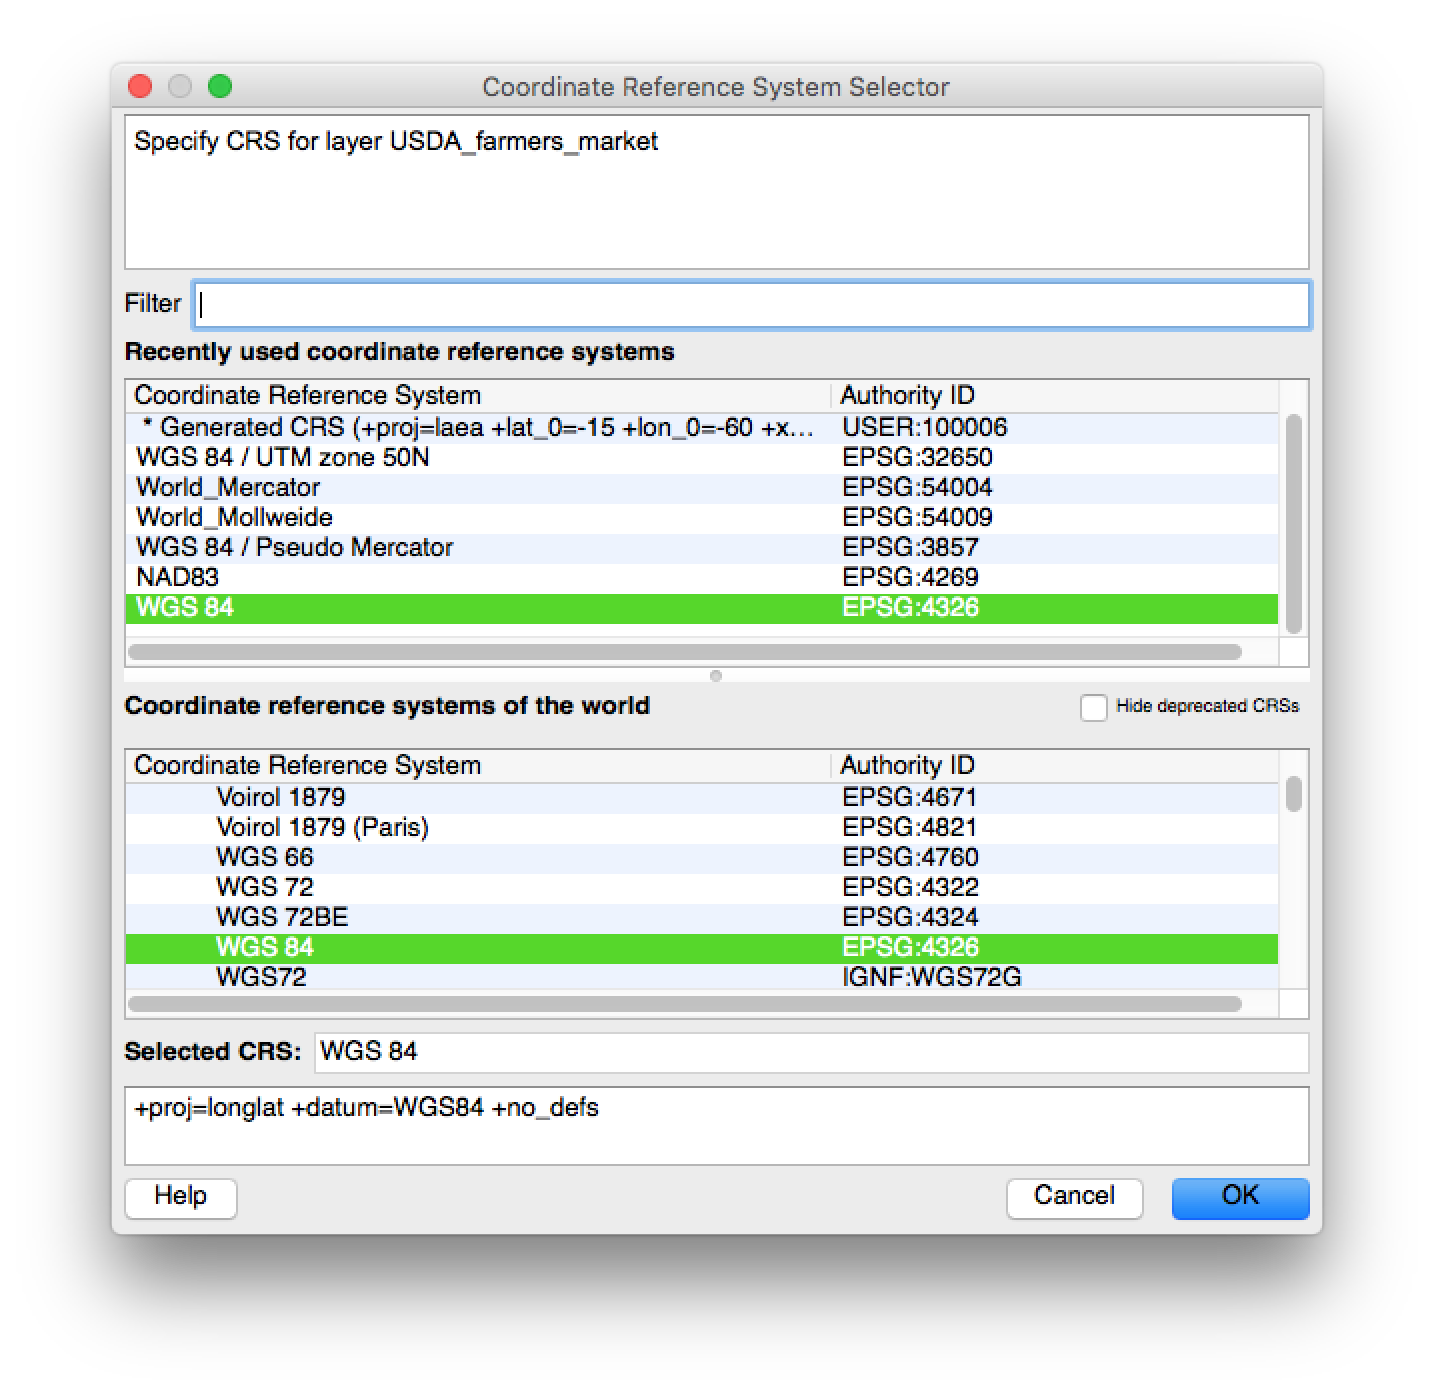 Coordinate Reference System Selector
Specify CRS for layer USDA_farmers_market
Filter
Recently used coordinate reference systems
Coordinate Reference System Authority ID
* Generated CRS (+proj=laea +lat_0=-15 +lon_0=-60 +x... USER:100006
WGS 84 / UTM zone 50N EPSG:32650
World_Mercator EPSG:54004
World_Mollweide EPSG:54009
WGS 84 / Pseudo Mercator EPSG:3857
NAD83 EPSG:4269
WGS 84 EPSG:4326
Coordinate reference systems of the world Hide deprecated CRSs
Coordinate Reference System Authority ID
Voirol 1879 EPSG:4671
Voirol 1879 (Paris) EPSG:4821
WGS 66 EPSG:4760
WGS 72 EPSG:4322
WGS 72BE EPSG:4324
WGS 84 EPSG:4326
WGS72 IGNF:WGS72G
Selected CRS: WGS 84
+proj=longlat +datum=WGS84 +no_defs
Help Cancel OK